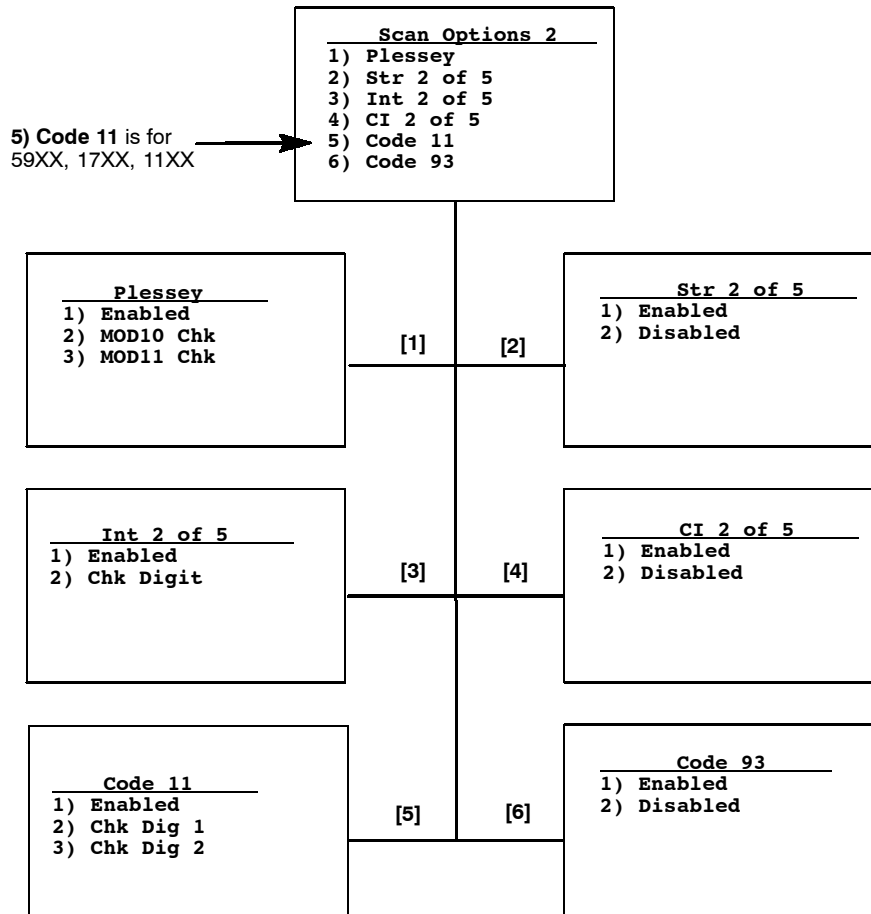 Scan Options 2
1) Plessey
2) Str 2 of 5
3) Int 2 of 5
4) CI 2 of 5
5) Code 11
6) Code 93
5) Code 11 is for
59XX, 17XX, 11XX
Plessey
1) Enabled
2) MOD10 Chk
3) MOD11 Chk
[1]
[2]
Str 2 of 5
1) Enabled
2) Disabled
Int 2 of 5
1) Enabled
2) Chk Digit
[3]
[4]
CI 2 of 5
1) Enabled
2) Disabled
Code 11
1) Enabled
2) Chk Dig 1
3) Chk Dig 2
[5]
[6]
Code 93
1) Enabled
2) Disabled